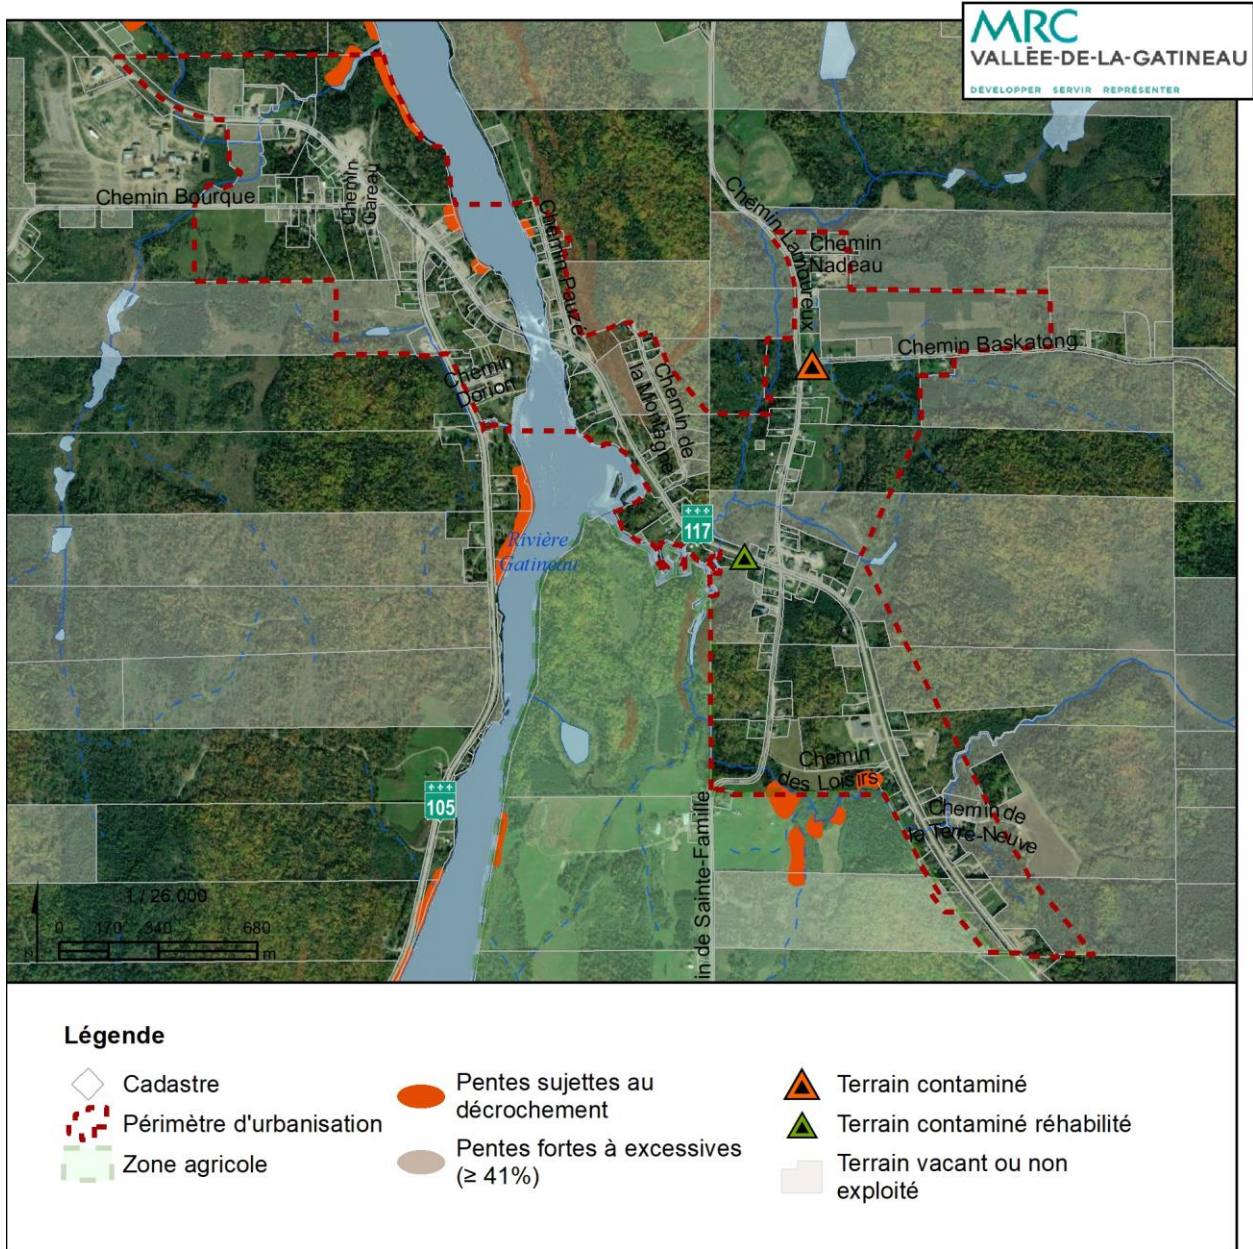 MRC
VALLÉE-DE-LA-GATINEAU
DÉVELOPPER SERVIR REPRÉSENTER
Chemin Bourque
Chemin
Gareau
Chemin Pauzé
Chemin Lamoureux
Chemin
Nadeau
Chemin Baskatong
Chemin
Dorion
Chemin de
la Montagne
117
Rivière
Gatineau
105
Chemin
des Loisirs
Chemin de
la Terre-Neuve
in de Sainte-Famille
1 / 26.000
0 170 340 680
m
N
Légende
Cadastre
Périmètre d'urbanisation
Zone agricole
Pentes sujettes au
décrochement
Pentes fortes à excessives
(≥ 41%)
Terrain contaminé
Terrain contaminé réhabilité
Terrain vacant ou non
exploité